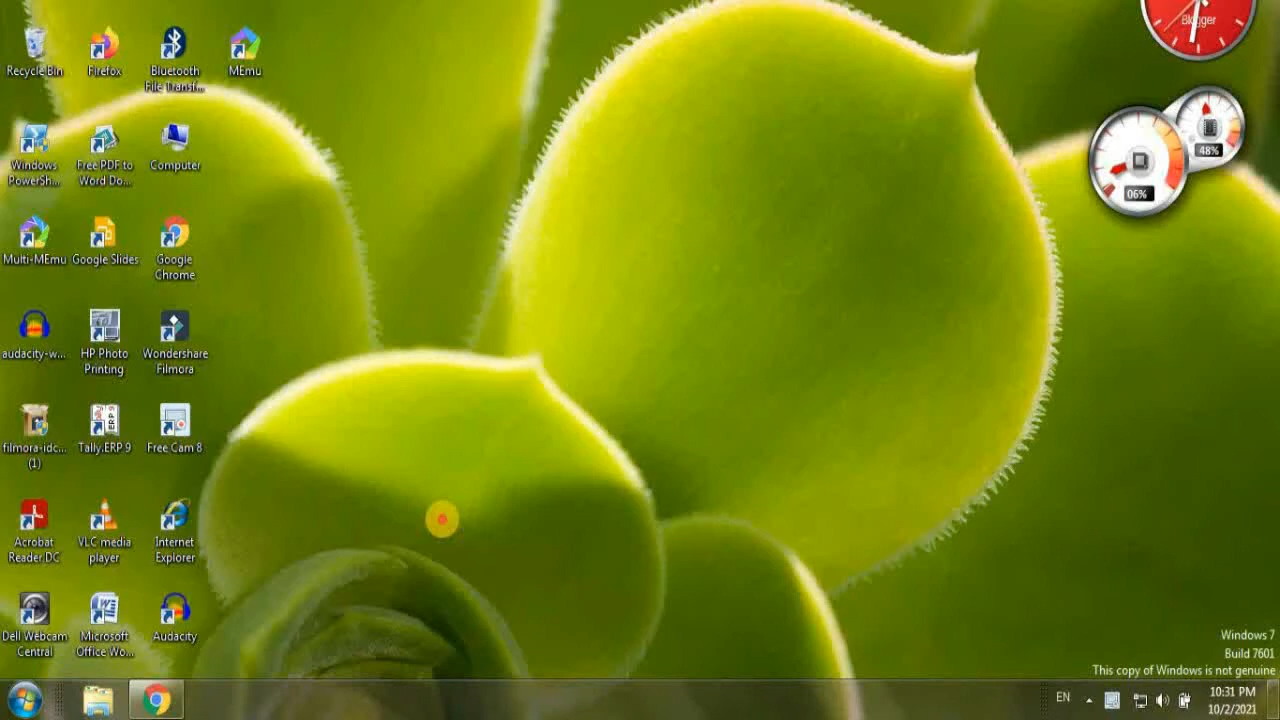 Recycle Bin
Firefox
Bluetooth
File Transf...
MEmu
Windows
PowerSh...
Free PDF to
Word Do...
Computer
Multi-MEmu
Google Slides
Google
Chrome
audacity-w...
HP Photo
Printing
Wondershare
Filmora
filmora-idc...
(1)
Tally.ERP 9
Free Cam 8
Acrobat
Reader DC
VLC media
player
Internet
Explorer
Dell Webcam
Central
Microsoft
Office Wo...
Audacity
Blogger
48%
06%
Windows 7
Build 7601
This copy of Windows is not genuine
EN
10:31 PM
10/2/2021